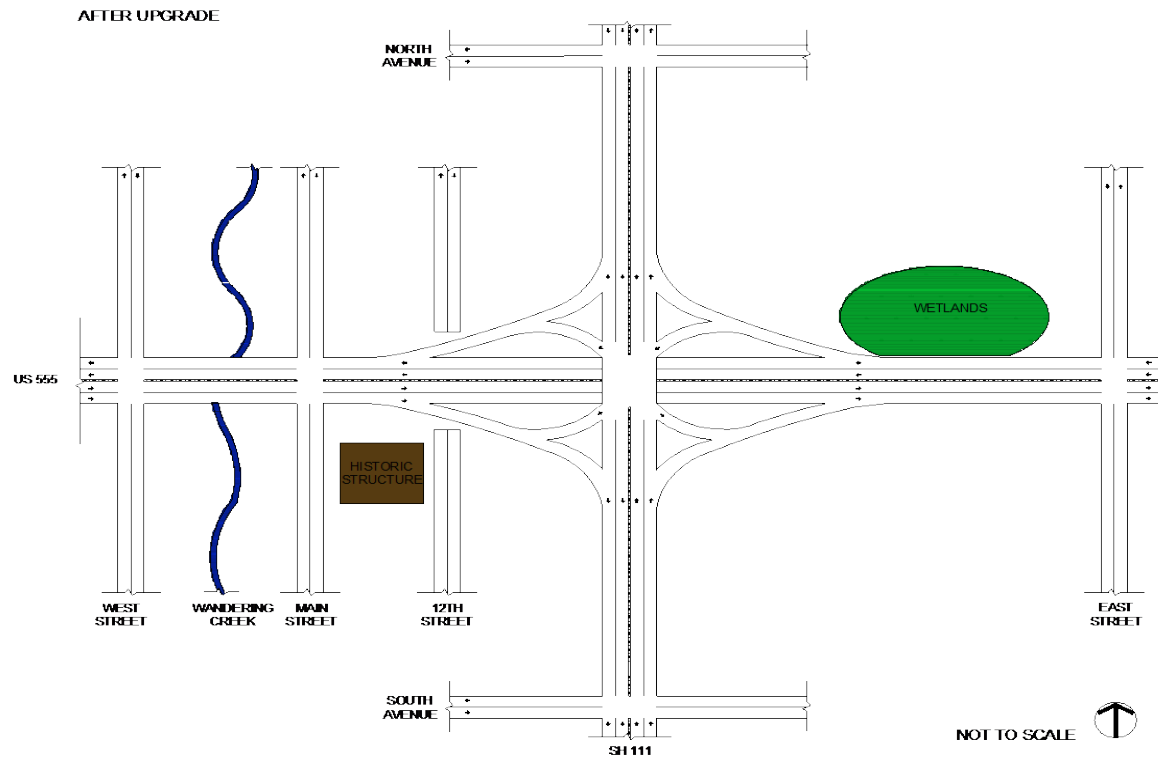 AFTER UPGRADE
NORTH
AVENUE
WETLANDS
US 555
HISTORIC
STRUCTURE
WEST
STREET
WANDERING
CREEK
MAIN
STREET
12TH
STREET
EAST
STREET
SOUTH
AVENUE
NOT TO SCALE
SH 111